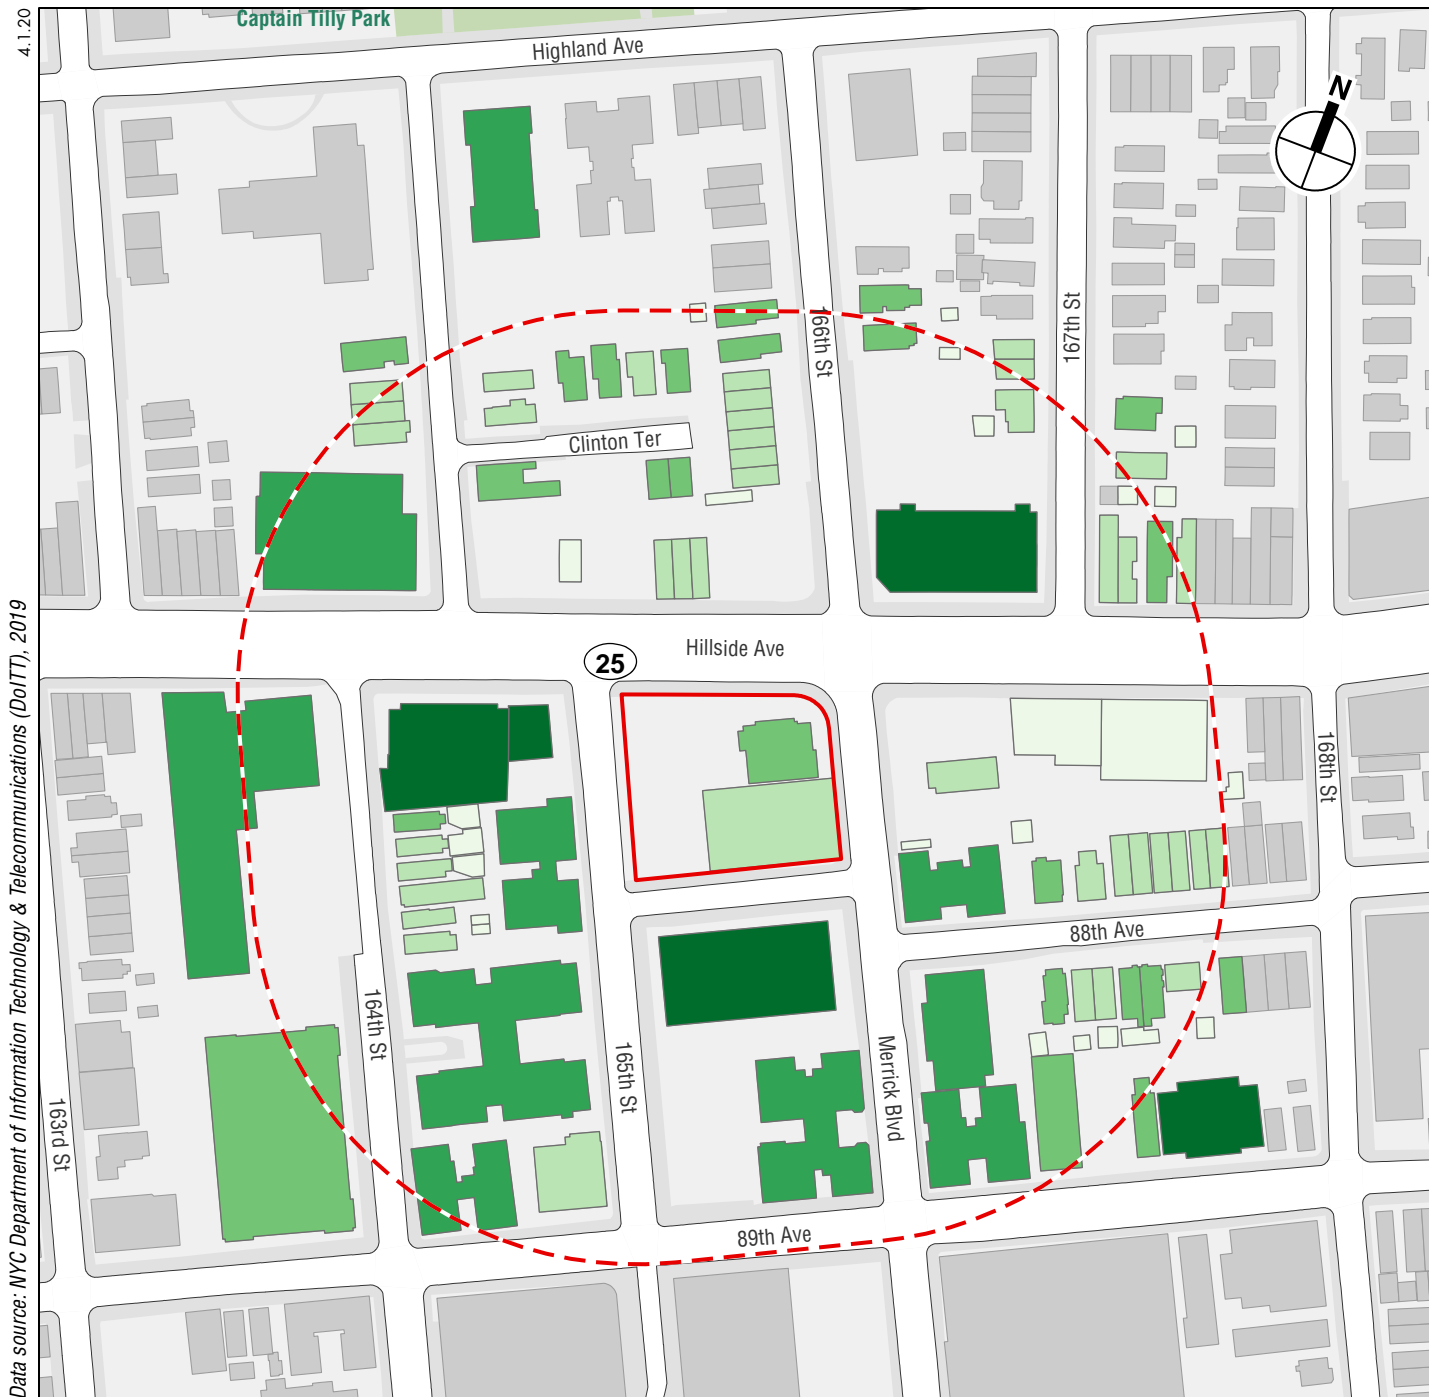 4.1.20
Captain Tilly Park
Highland Ave
N
166th St
167th St
Clinton Ter
Hillside Ave
25
168th St
88th Ave
164th St
165th St
Merrick Blvd
163rd St
89th Ave
Data source: NYC Department of Information Technology & Telecommunications (DoITT), 2019